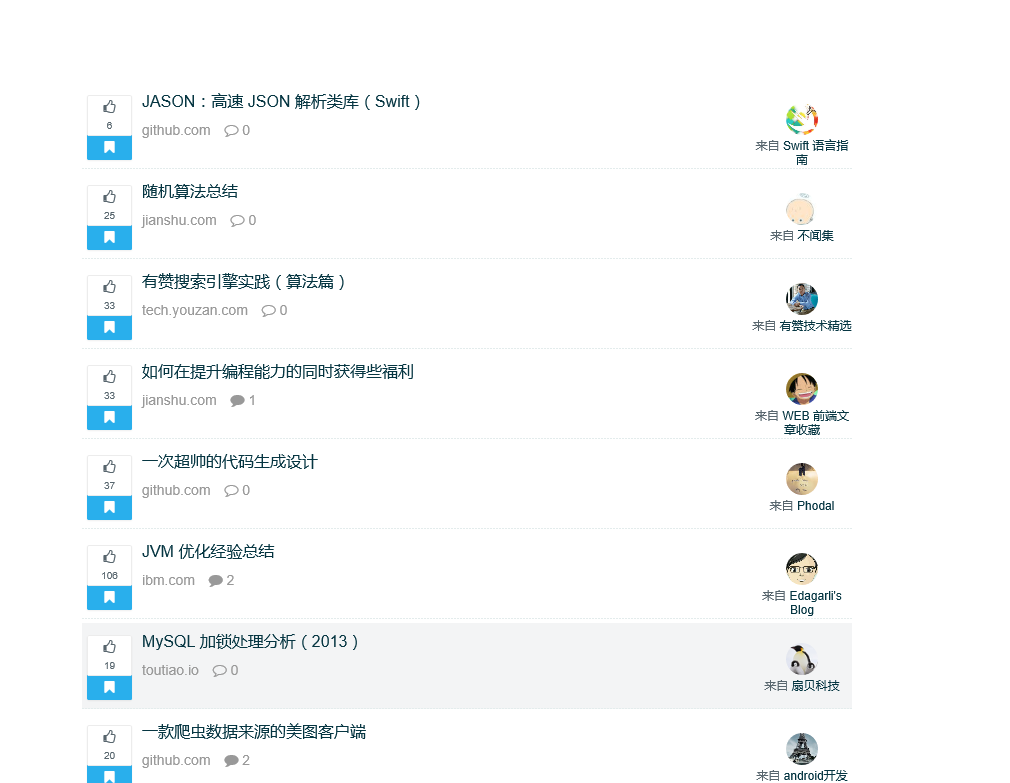 JASON：高速 JSON 解析类库（Swift）
6
github.com 0
来自 Swift 语言指
南
随机算法总结
25
jianshu.com 0
来自 不闻集
有赞搜索引擎实践（算法篇）
33
tech.youzan.com 0
来自 有赞技术精选
如何在提升编程能力的同时获得些福利
33
jianshu.com 1
来自 WEB 前端文
章收藏
一次超帅的代码生成设计
37
github.com 0
来自 Phodal
JVM 优化经验总结
106
ibm.com 2
来自 Edagarli's
Blog
MySQL 加锁处理分析（2013）
19
toutiao.io 0
来自 扇贝科技
一款爬虫数据来源的美图客户端
20
github.com 2
来自 android开发